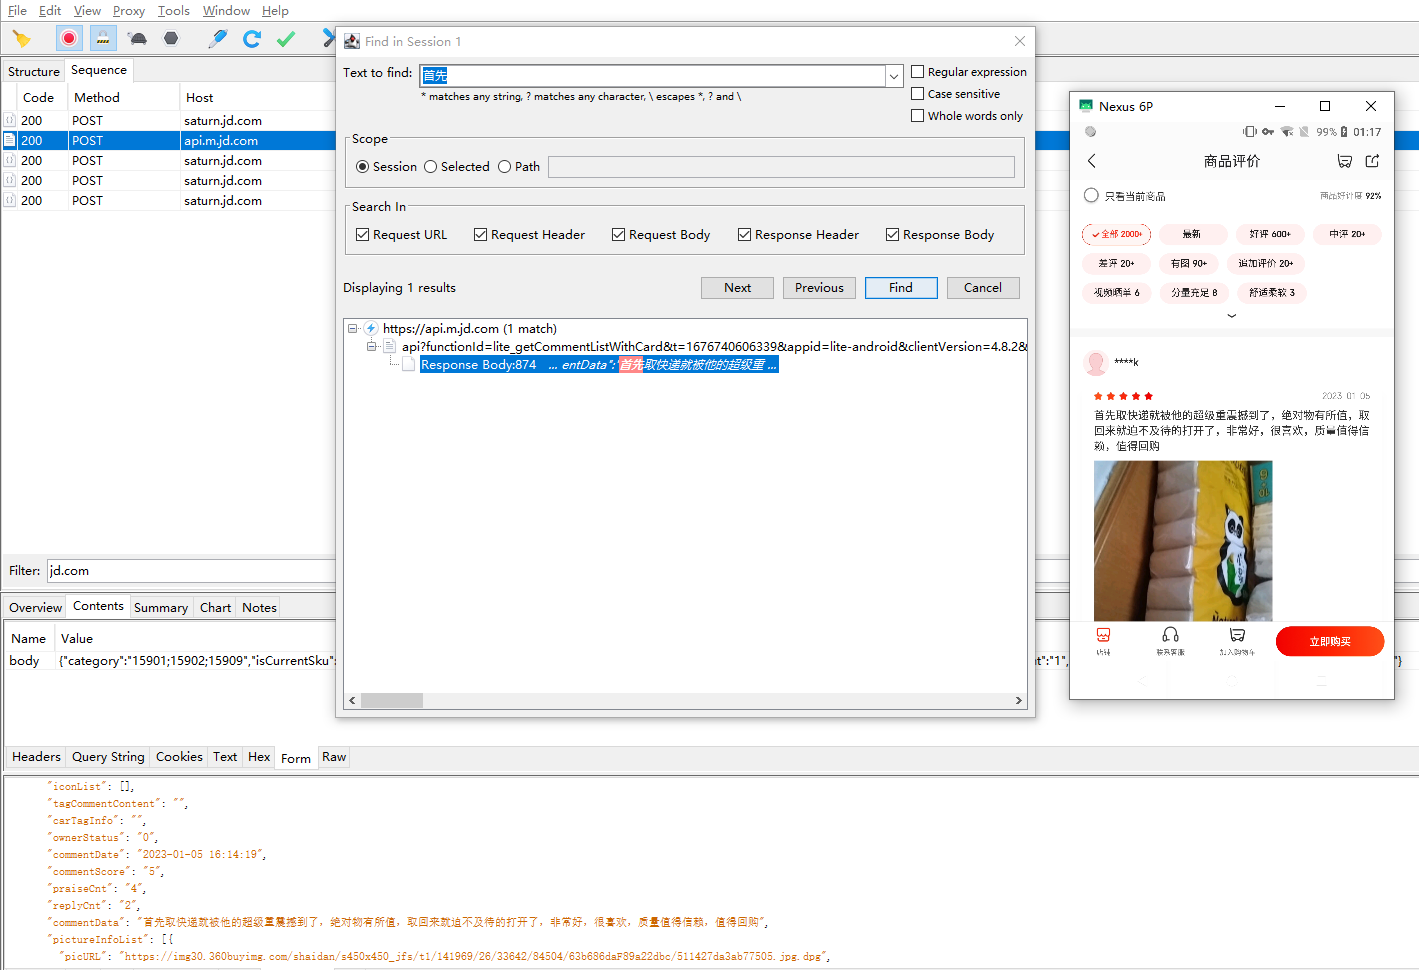 File Edit View Proxy Tools Window Help
Structure Sequence
Code Method Host
200 POST saturn.jd.com
200 POST api.m.jd.com
200 POST saturn.jd.com
200 POST saturn.jd.com
200 POST saturn.jd.com
Filter: jd.com
Overview Contents Summary Chart Notes
Name Value
body {"category":"15901;15902;15909","isCurrentSku":
nt":"1",
"}
Headers Query String Cookies Text Hex Form Raw
"iconList": [],
"tagCommentContent": "",
"carTagInfo": "",
"ownerStatus": "0",
"commentDate": "2023-01-05 16:14:19",
"commentScore": "5",
"praiseCnt": "4",
"replyCnt": "2",
"commentData": "首先取快递就被他的超级重震撼到了，绝对物有所值，取回来就迫不及待的打开了，非常好，很喜欢，质量值得信赖，值得回购",
"pictureInfoList": [{
"picURL": "https://img30.360buyimg.com/shaidan/s450x450_jfs/t1/141969/26/33642/84504/63b686daF89a22dbc/511427da3ab77505.jpg.dpg",
Find in Session 1
Text to find: 首先
* matches any string, ? matches any character, \ escapes *, ? and \
Regular expression
Case sensitive
Whole words only
Scope
Session Selected Path
Search In
Request URL Request Header Request Body Response Header Response Body
Displaying 1 results
Next Previous Find Cancel
https://api.m.jd.com (1 match)
api?functionId=lite_getCommentListWithCard&t=1676740606339&appid=lite-android&clientVersion=4.8.2&
Response Body:874 ... entData":"首先取快递就被他的超级重 ...
Nexus 6P
99% 01:17
商品评价
只看当前商品 商品好评度 92%
全部 2000+ 最新 好评 600+ 中评 20+
差评 20+ 有图 90+ 追加评价 20+
视频晒单 6 分量充足 8 舒适柔软 3
****k
2023-01-05
首先取快递就被他的超级重震撼到了，绝对物有所值，取
回来就迫不及待的打开了，非常好，很喜欢，质量值得信
赖，值得回购
店铺 联系客服 加入购物车 立即购买